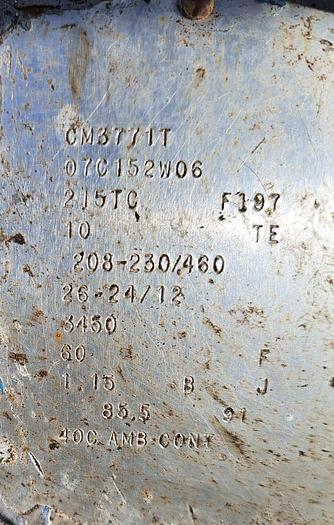 CM3771T
07C152W06
215TC F197
10 TE
208-230/460
26-24/12
3450
60 F
1.15 B J
85.5 91
40C AMB-CONT